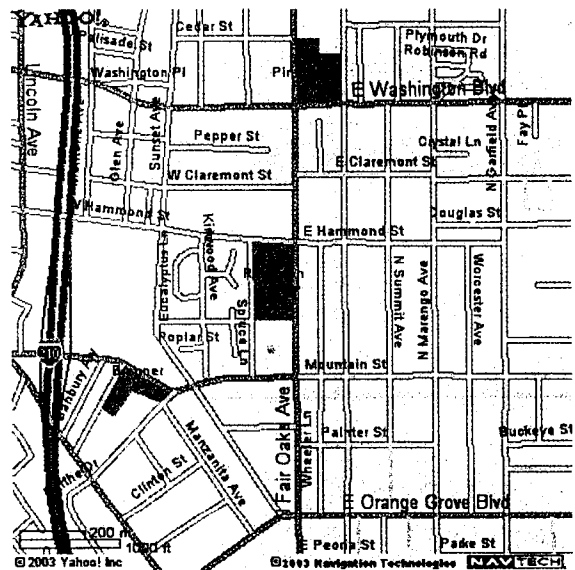 YAHOO!
Cedar St
Palisade St
Plymouth Dr
Robinson Rd
Washington Pl
E Washington Blvd
Lincoln Ave
Glen Ave
Sunset Ave
Pepper St
Crystal Ln
N Garfield Ave
Fay Pl
E Claremont St
W Claremont St
W Hammond St
Douglas St
E Hammond St
Eucalyptus Ln
Kirkwood Ave
N Summit Ave
N Marengo Ave
Worcester Ave
Spruce Ln
Poplar St
210
Mountain St
Banbury
Manzanita Ave
Fair Oaks Ave
Wheeler Ln
Painter St
Buckeye St
Clinton St
E Orange Grove Blvd
200 m
1000 ft
Peoria St
Parke St
© 2003 Yahoo! Inc
© 2003 Navigation Technologies
NAVTECH